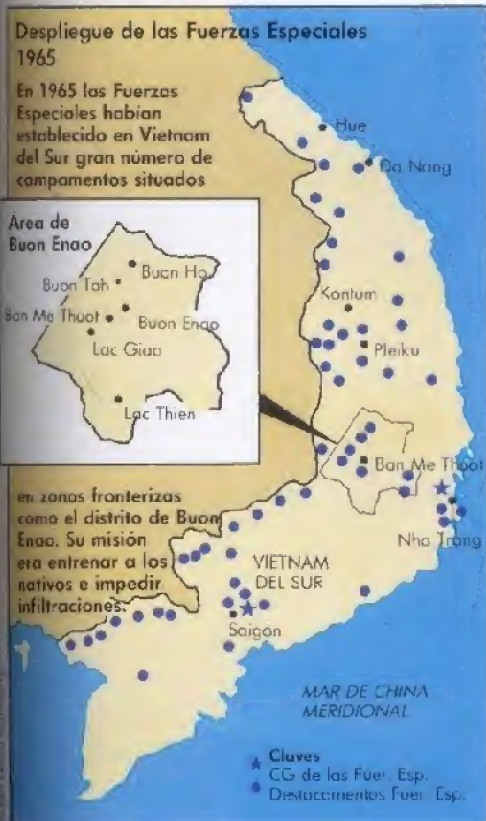 Despliegue de las Fuerzas Especiales
1965
En 1965 las Fuerzas
Especiales habían
establecido en Vietnam
del Sur gran número de
campamentos situados
Área de
Buon Enao
Buon Ho
Buon Tah
Ban Me Thuot
Buon Enao
Lac Giao
Lac Thien
en zonas fronterizas
como el distrito de Buon
Enao. Su misión
era entrenar a los
nativos e impedir
infiltraciones.
Hue
Da Nang
Kontum
Pleiku
Ban Me Thuot
Nha Trang
VIETNAM
DEL SUR
Saigón
MAR DE CHINA
MERIDIONAL
Claves
CG de las Fuer. Esp.
Destacamentos Fuer. Esp.